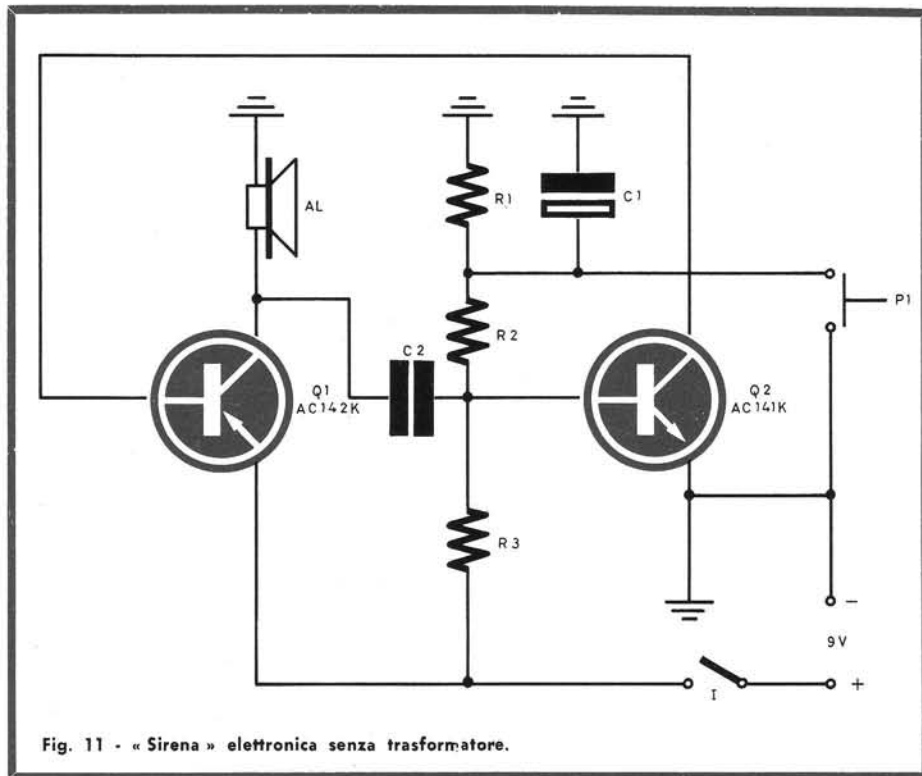 AL
R1
C1
P1
R2
C2
Q1
AC142K
Q2
AC141K
R3
-
9V
I
+
Fig. 11 - « Sirena » elettronica senza trasformatore.